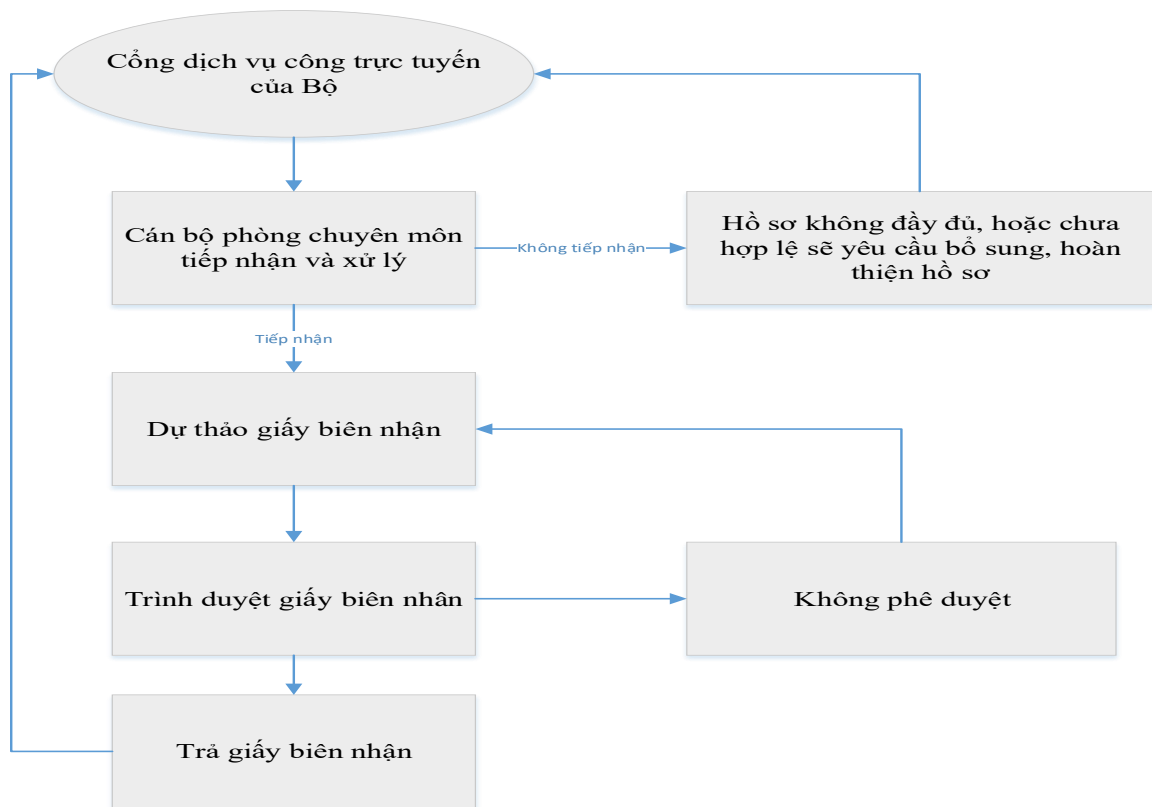 Cổng dịch vụ công trực tuyến
của Bộ
Cán bộ phòng chuyên môn
tiếp nhận và xử lý
Không tiếp nhận
Hồ sơ không đầy đủ, hoặc chưa
hợp lệ sẽ yêu cầu bổ sung, hoàn
thiện hồ sơ
Tiếp nhận
Dự thảo giấy biên nhận
Trình duyệt giấy biên nhân
Không phê duyệt
Trả giấy biên nhận